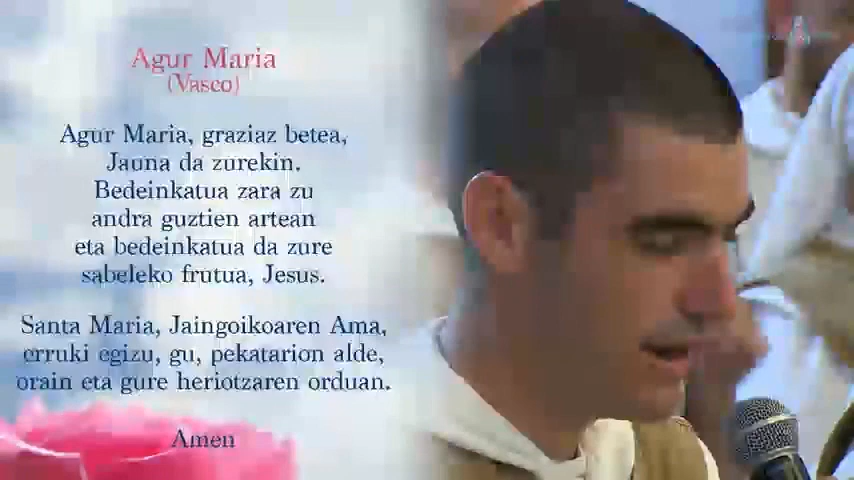 Agur Maria
(Vasco)
Agur Maria, graziaz betea,
Jauna da zurekin.
Bedeinkatua zara zu
andra guztien artean
eta bedeinkatua da zure
sabeleko frutua, Jesus.
Santa Maria, Jaingoikoaren Ama,
erruki egizu, gu, pekatarion alde,
orain eta gure heriotzaren orduan.
Amen